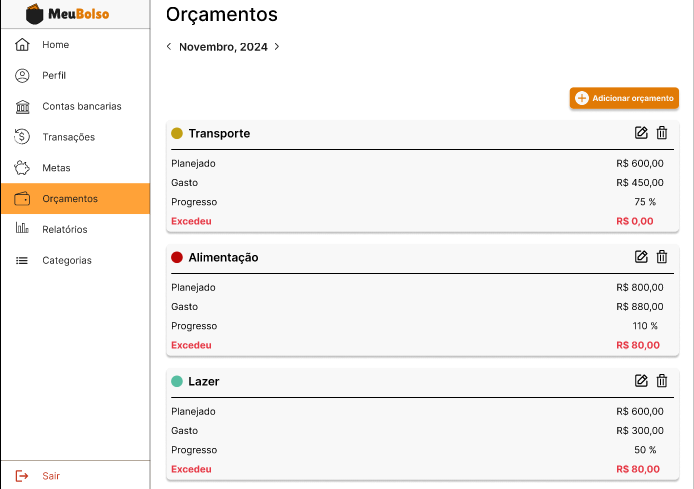 MeuBolso
Home
Perfil
Contas bancarias
Transações
Metas
Orçamentos
Relatórios
Categorias
Sair
Orçamentos
< Novembro, 2024 >
Adicionar orçamento
Transporte
Planejado R$ 600,00
Gasto R$ 450,00
Progresso 75 %
Excedeu R$ 0,00
Alimentação
Planejado R$ 800,00
Gasto R$ 880,00
Progresso 110 %
Excedeu R$ 80,00
Lazer
Planejado R$ 600,00
Gasto R$ 300,00
Progresso 50 %
Excedeu R$ 80,00